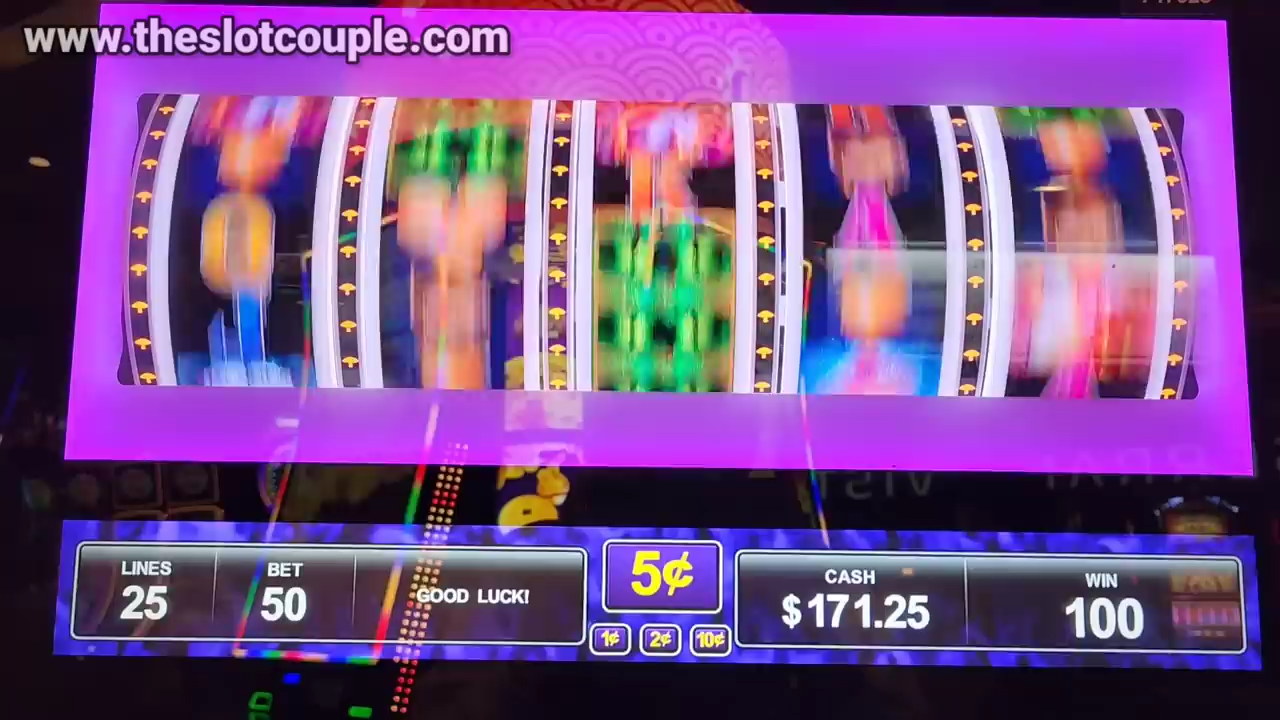 www.theslotcouple.com
LINES
25
BET
50
GOOD LUCK!
5¢
1¢
2¢
10¢
CASH
$171.25
WIN
100